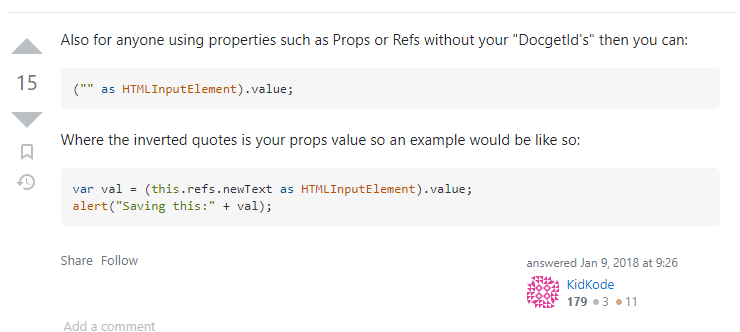 Also for anyone using properties such as Props or Refs without your "DocgetId's" then you can:
15
("" as HTMLInputElement).value;
Where the inverted quotes is your props value so an example would be like so:
var val = (this.refs.newText as HTMLInputElement).value;
alert("Saving this:" + val);
Share Follow
answered Jan 9, 2018 at 9:26
KidKode
179 3 11
Add a comment